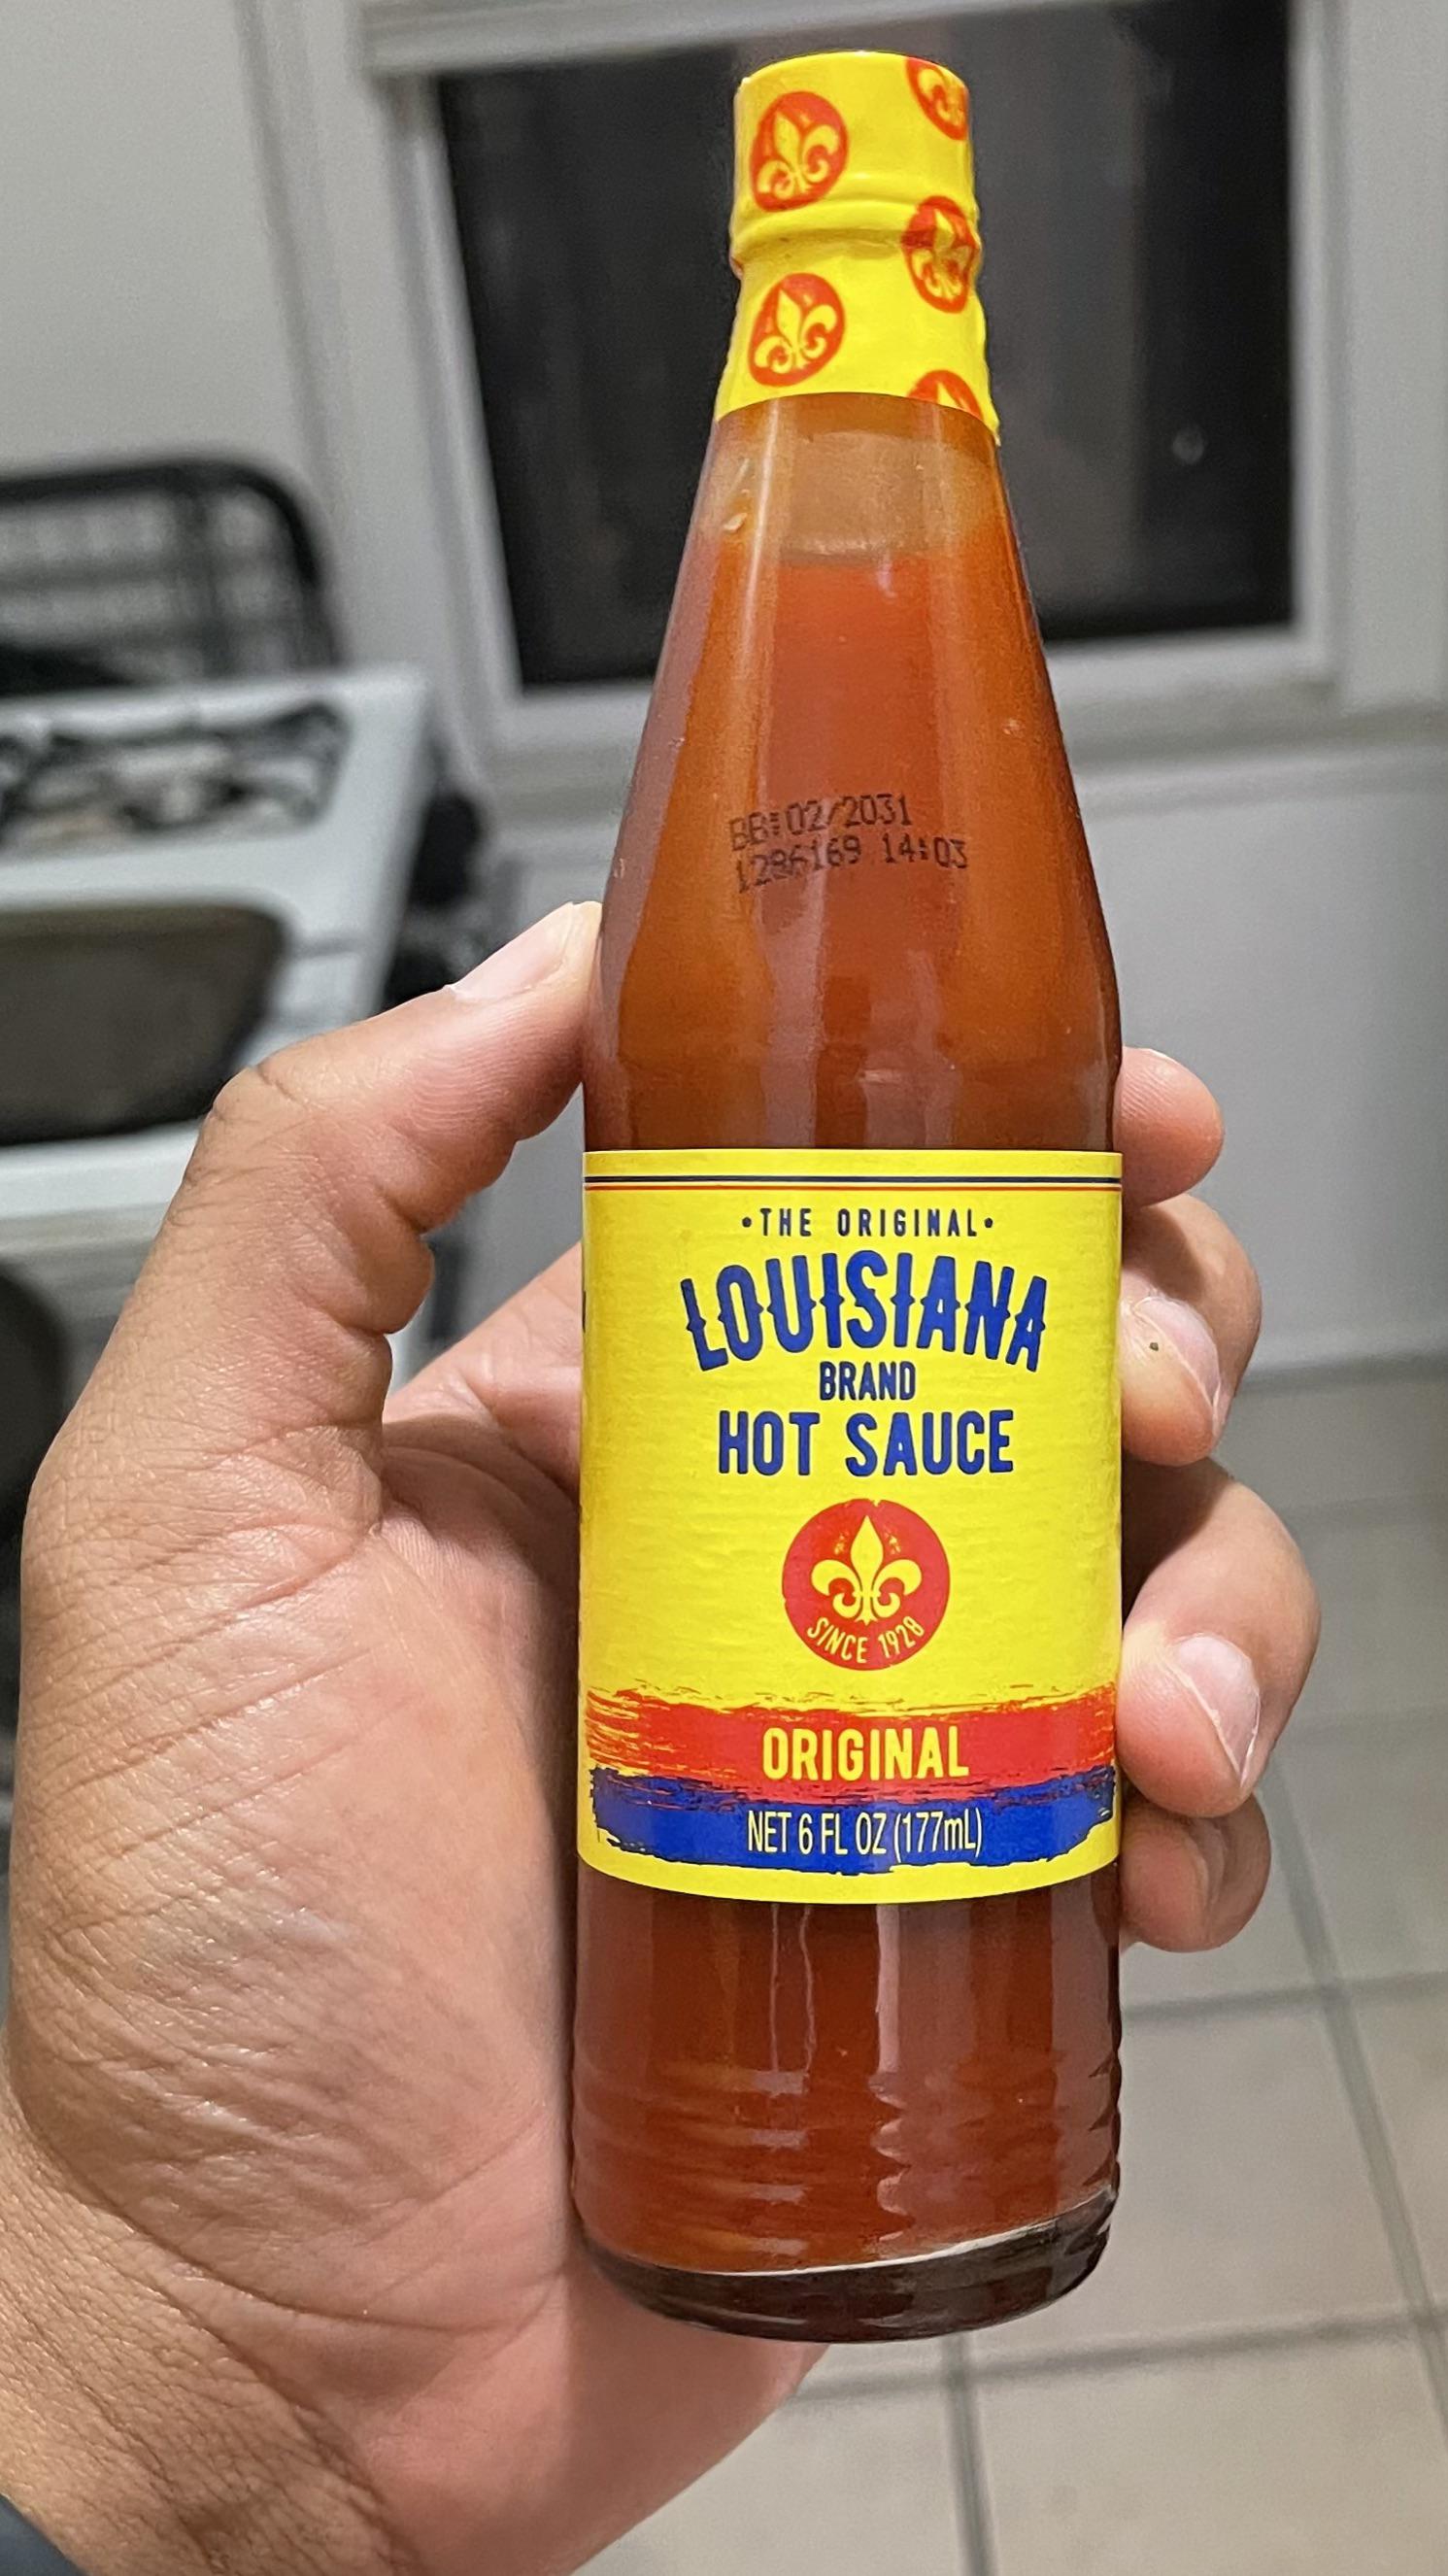 BB:02/2031
1286169 14:03
•THE ORIGINAL•
LOUISIANA
BRAND
HOT SAUCE
SINCE 1928
ORIGINAL
NET 6 FL OZ (177mL)